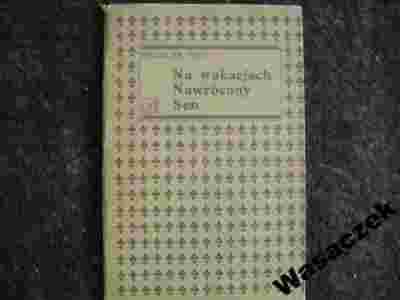 Na wakacjach
Nawrócony
Sen
Wasaczek